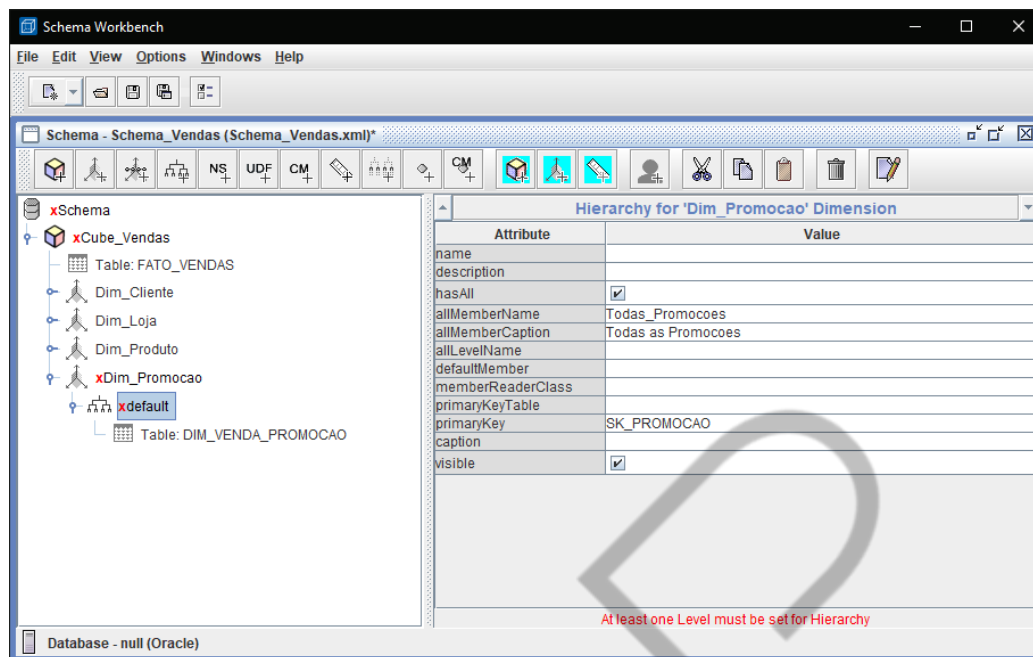 Schema Workbench
File Edit View Options Windows Help
Schema - Schema_Vendas (Schema_Vendas.xml)*
NS UDF CM CM
xSchema
xCube_Vendas
Table: FATO_VENDAS
Dim_Cliente
Dim_Loja
Dim_Produto
xDim_Promocao
xdefault
Table: DIM_VENDA_PROMOCAO
Hierarchy for 'Dim_Promocao' Dimension
Attribute Value
name
description
hasAll
allMemberName Todas_Promocoes
allMemberCaption Todas as Promocoes
allLevelName
defaultMember
memberReaderClass
primaryKeyTable
primaryKey SK_PROMOCAO
caption
visible
At least one Level must be set for Hierarchy
Database - null (Oracle)